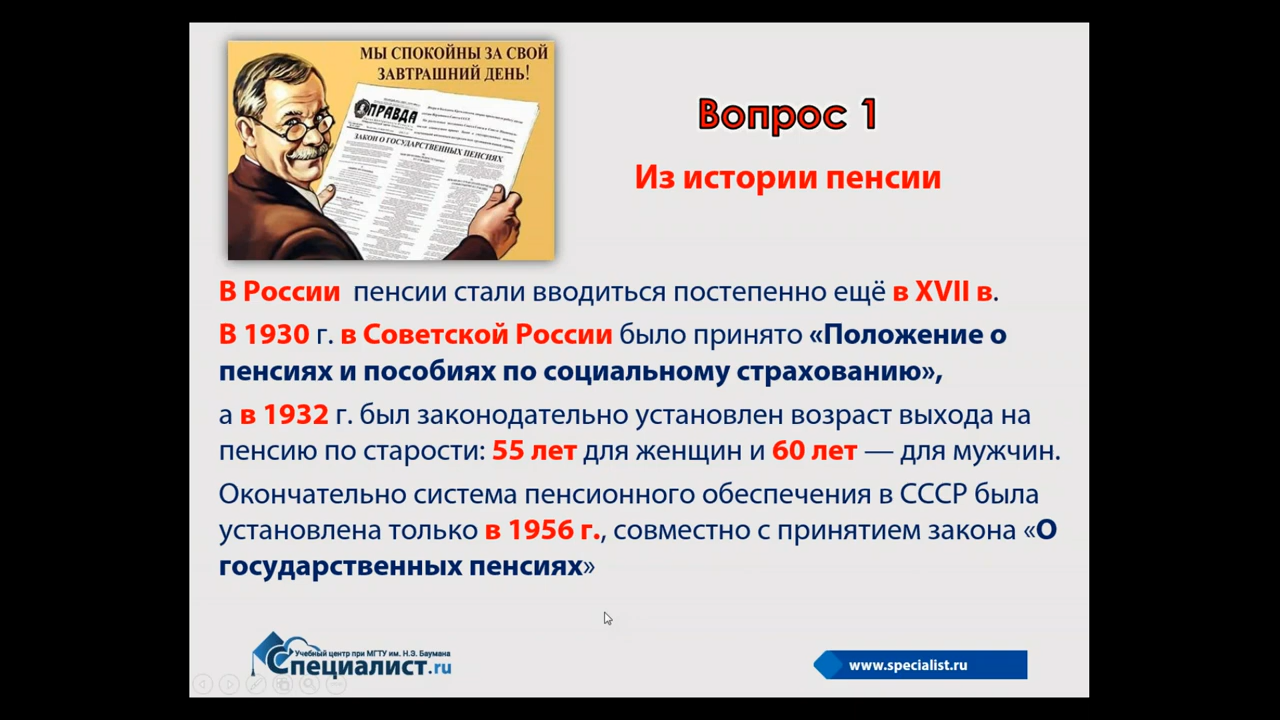 МЫ СПОКОЙНЫ ЗА СВОЙ
ЗАВТРАШНИЙ ДЕНЬ!
ПРАВДА
ЗАКОН О ГОСУДАРСТВЕННЫХ ПЕНСИЯХ
Вопрос 1
Из истории пенсии
В России пенсии стали вводиться постепенно ещё в XVII в.
В 1930 г. в Советской России было принято «Положение о
пенсиях и пособиях по социальному страхованию»,
а в 1932 г. был законодательно установлен возраст выхода на
пенсию по старости: 55 лет для женщин и 60 лет — для мужчин.
Окончательно система пенсионного обеспечения в СССР была
установлена только в 1956 г., совместно с принятием закона «О
государственных пенсиях»
Учебный центр при МГТУ им. Н.Э. Баумана
Специалист.ru
www.specialist.ru